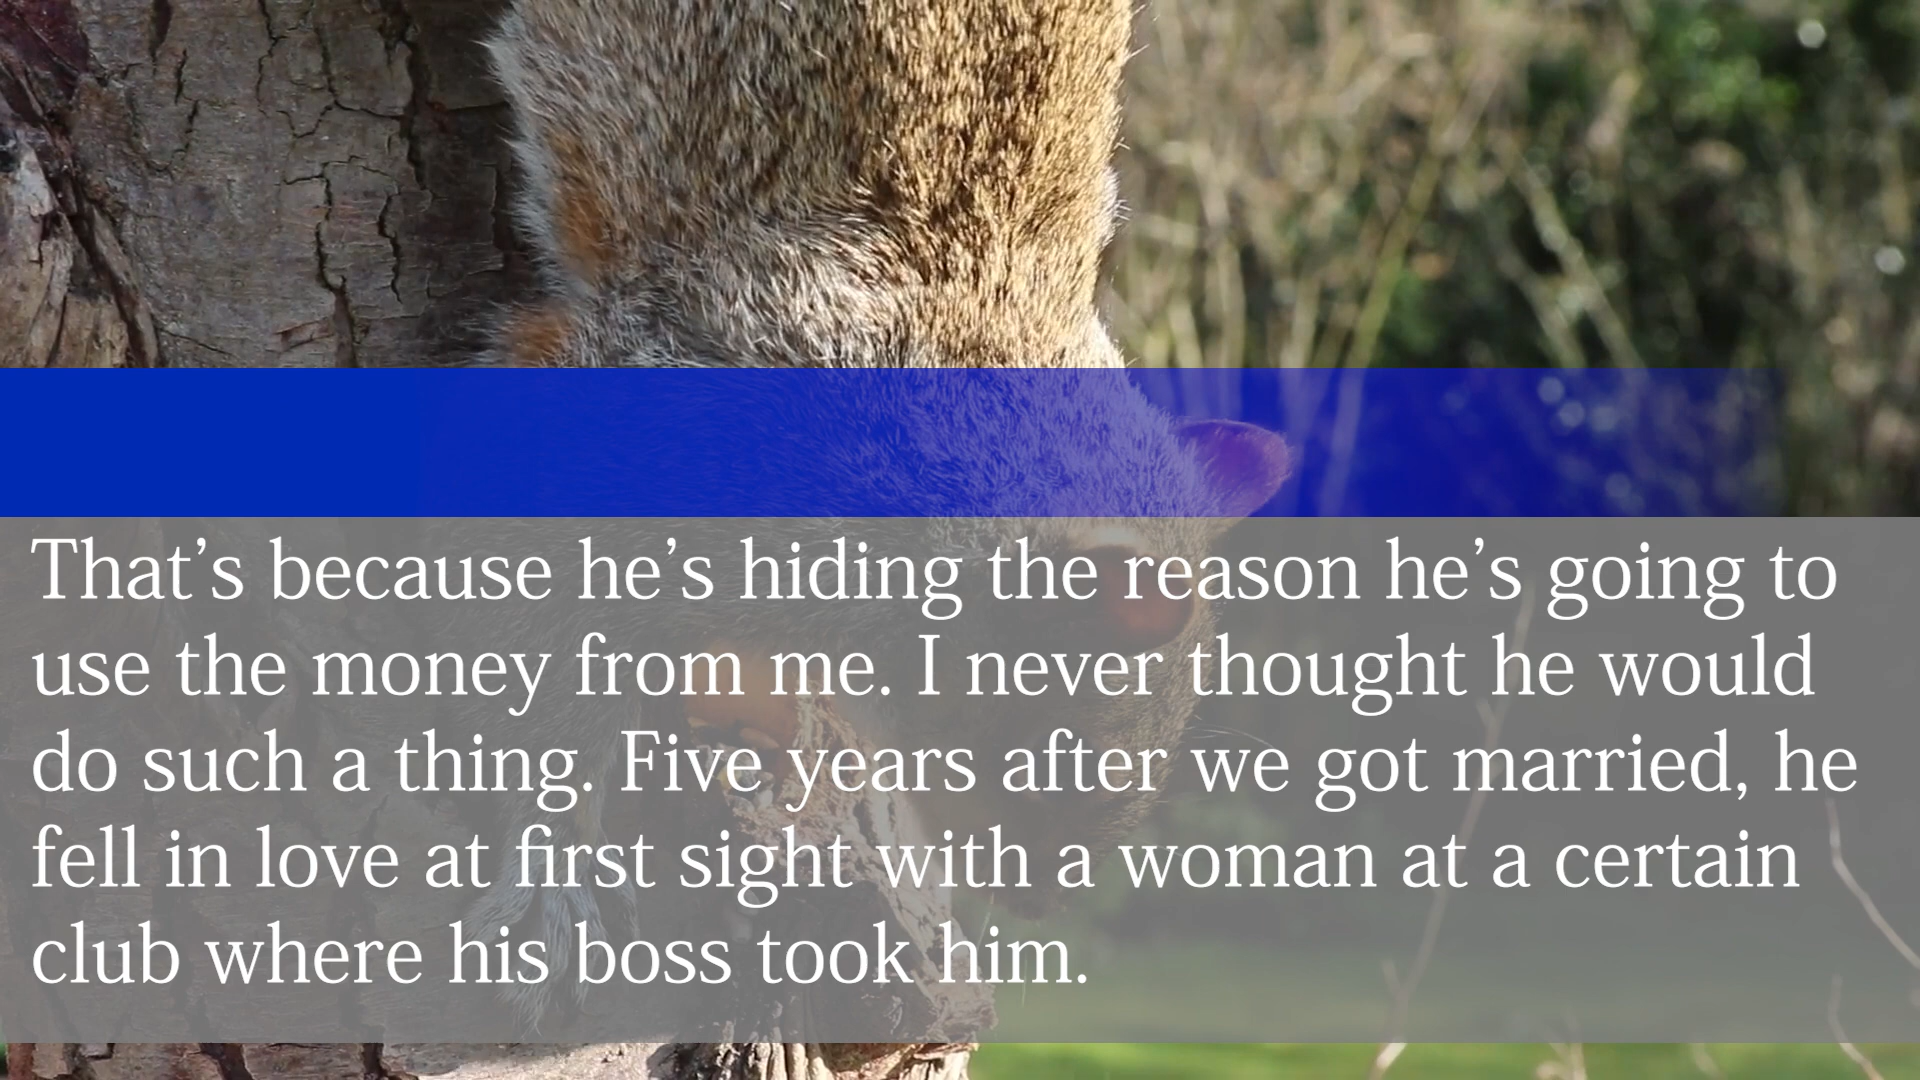 That’s because he’s hiding the reason he’s going to
use the money from me. I never thought he would
do such a thing. Five years after we got married, he
fell in love at first sight with a woman at a certain
club where his boss took him.